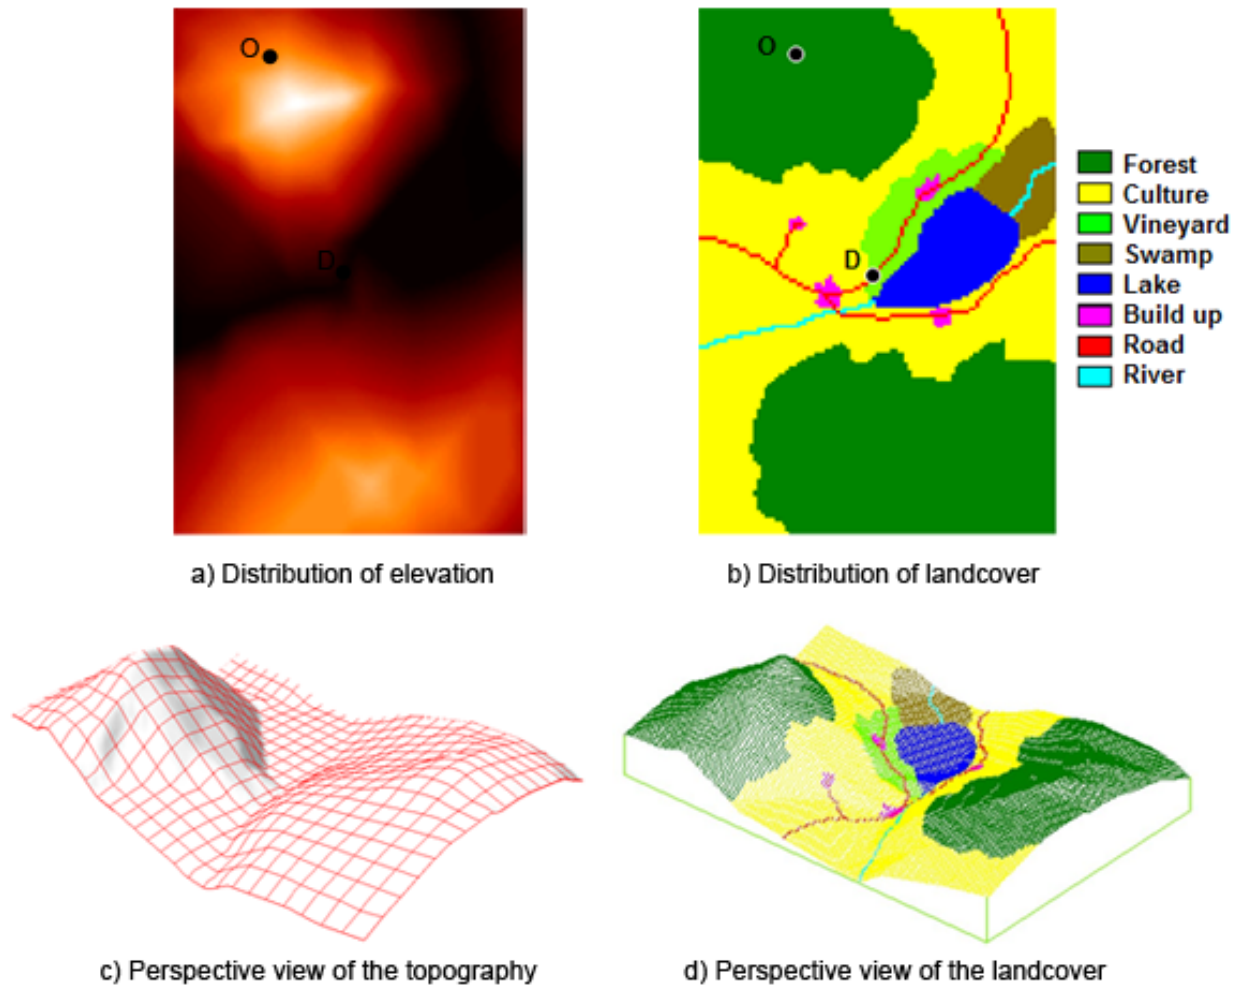 O
D
O
D
Forest
Culture
Vineyard
Swamp
Lake
Build up
Road
River
a) Distribution of elevation
b) Distribution of landcover
c) Perspective view of the topography
d) Perspective view of the landcover